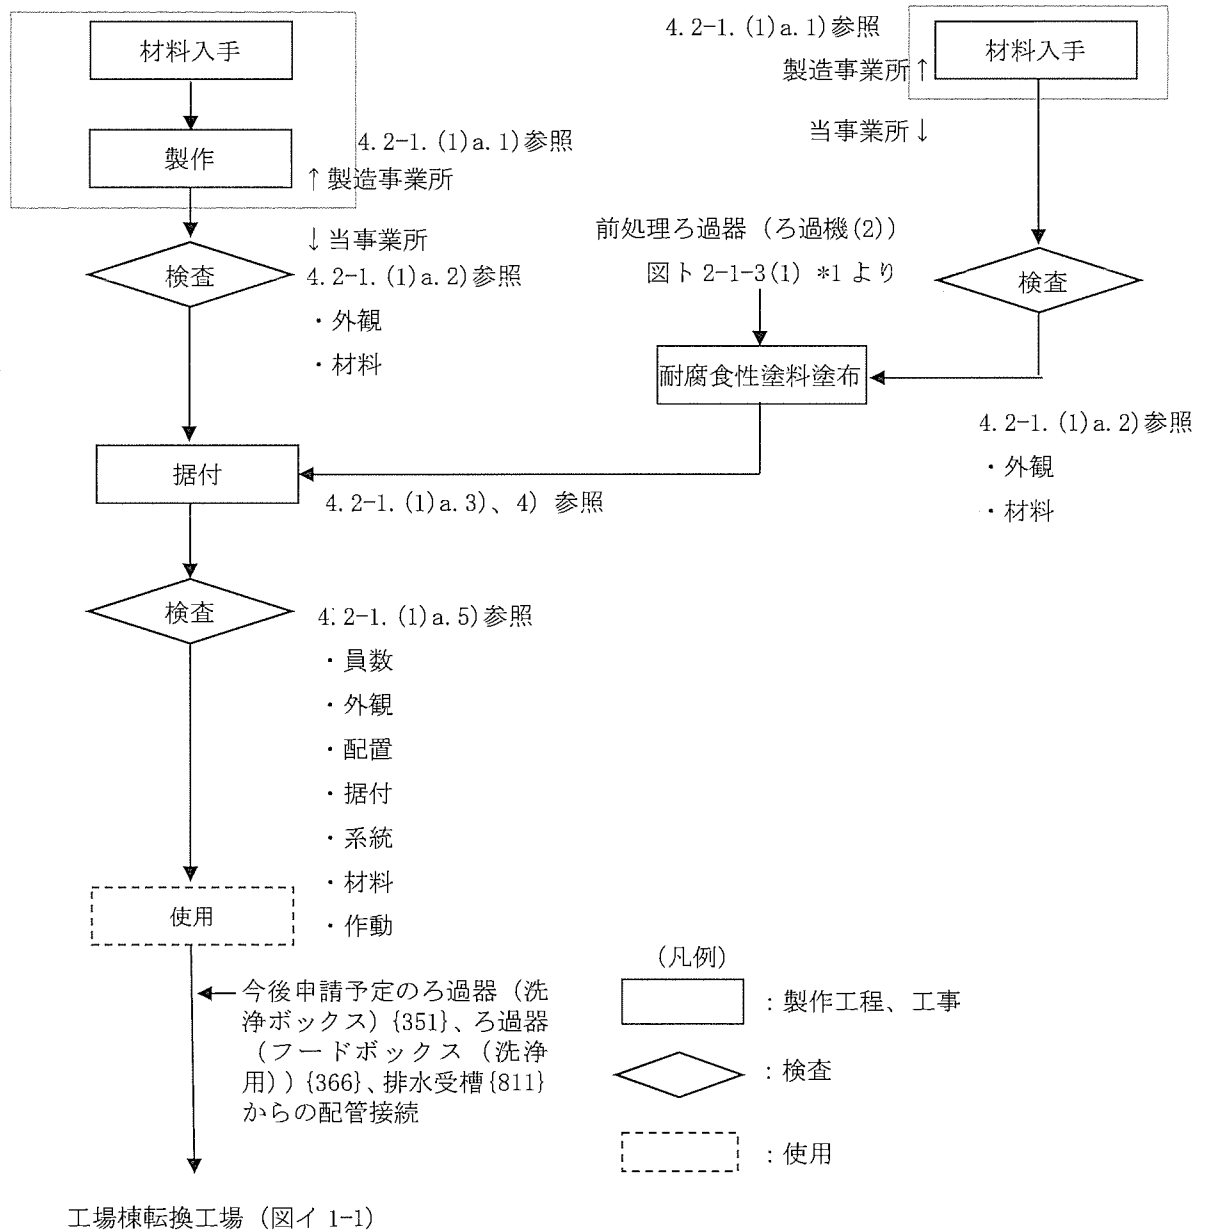 材料入手
製作
4.2-1.(1)a.1)参照
↑製造事業所
↓当事業所
検査
4.2-1.(1)a.2)参照
・外観
・材料
4.2-1.(1)a.1)参照
製造事業所↑
材料入手
当事業所↓
検査
前処理ろ過器（ろ過機(2)）
図ト 2-1-3(1) *1 より
耐腐食性塗料塗布
4.2-1.(1)a.2)参照
・外観
・材料
据付
4.2-1.(1)a.3)、4) 参照
検査
4.2-1.(1)a.5)参照
・員数
・外観
・配置
・据付
・系統
・材料
・作動
使用
今後申請予定のろ過器（洗
浄ボックス）{351}、ろ過器
（フードボックス（洗浄
用））{366}、排水受槽{811}
からの配管接続
工場棟転換工場（図イ 1-1）
（凡例）
：製作工程、工事
：検査
：使用